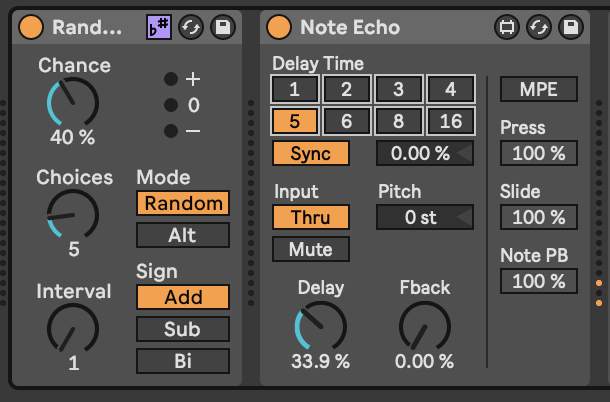 Rand... ♭#
Chance
40 %
+
0
−
Choices
5
Mode
Random
Alt
Interval
1
Sign
Add
Sub
Bi
Note Echo
Delay Time
1 2 3 4
5 6 8 16
Sync 0.00 %
Input
Thru
Mute
Pitch
0 st
Delay
33.9 %
Fback
0.00 %
MPE
Press
100 %
Slide
100 %
Note PB
100 %